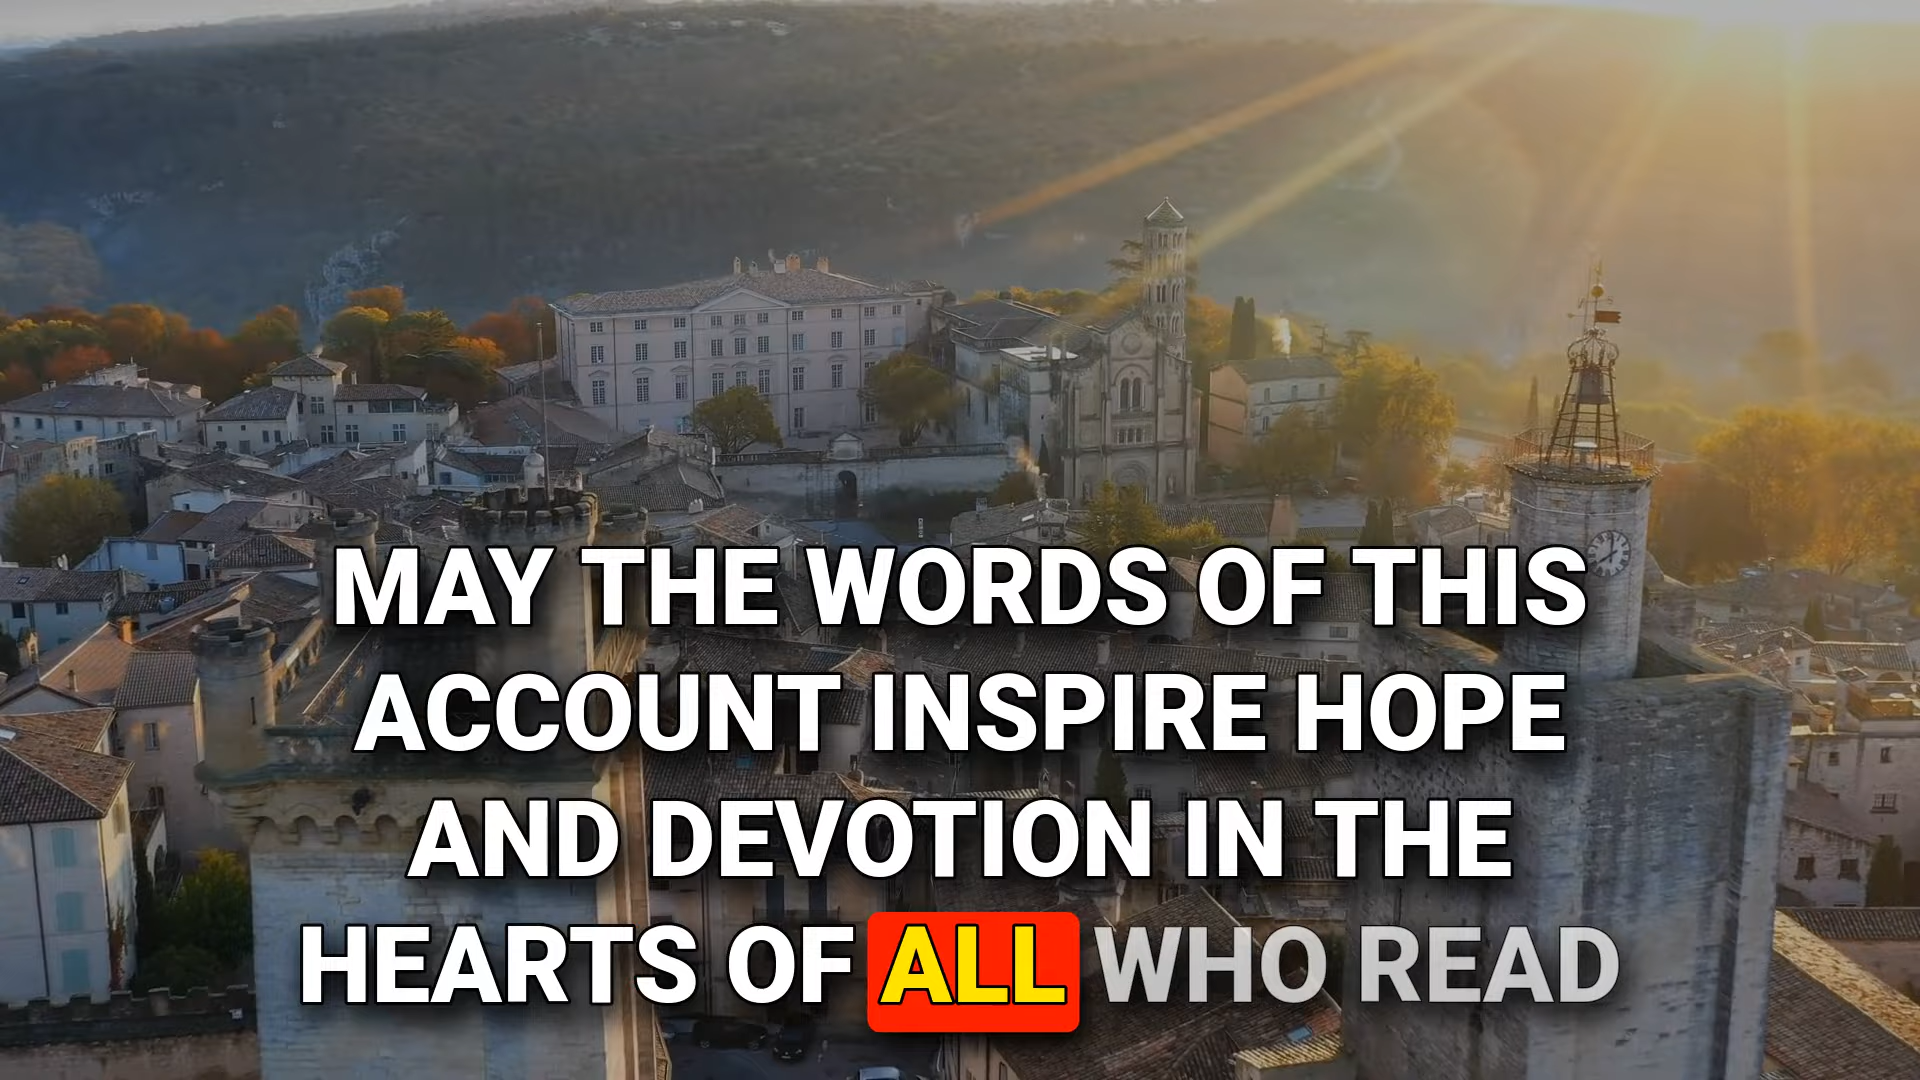 MAY THE WORDS OF THIS
ACCOUNT INSPIRE HOPE
AND DEVOTION IN THE
HEARTS OF ALL WHO READ